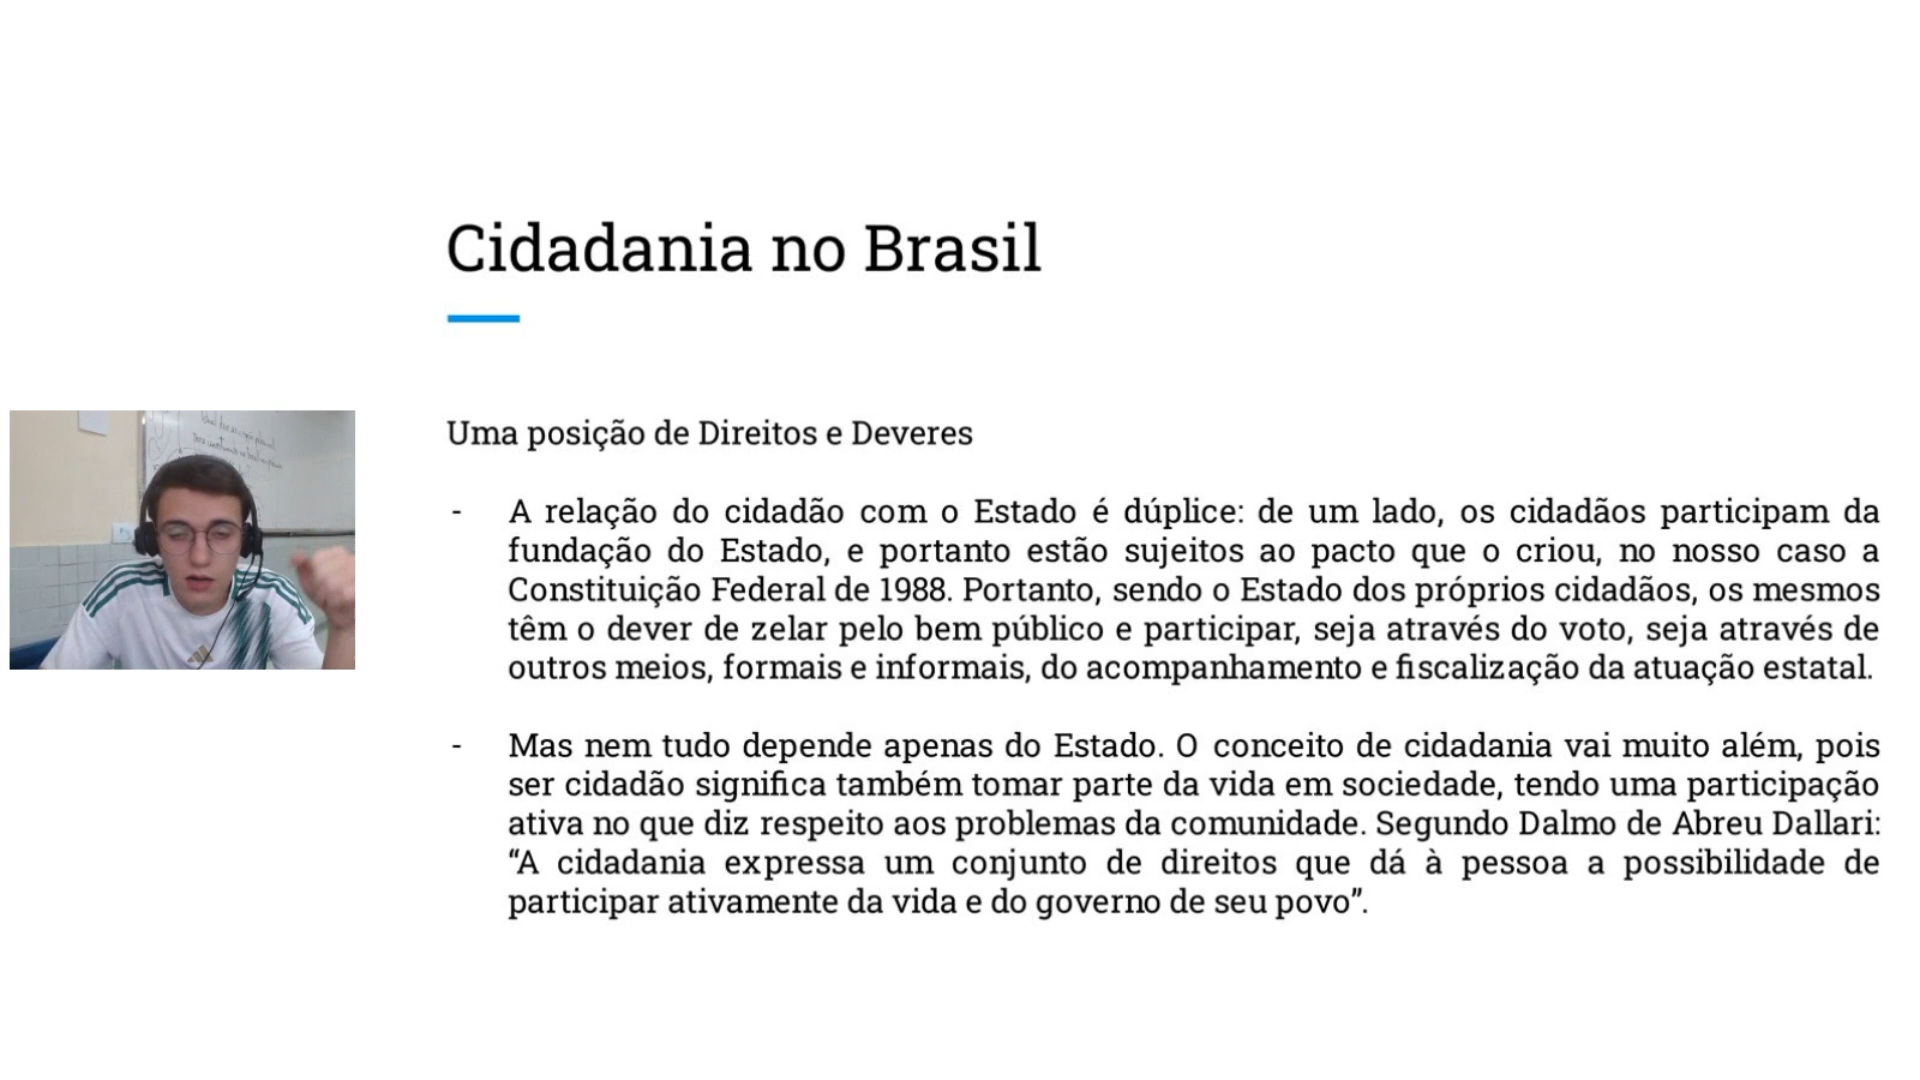 Cidadania no Brasil
Uma posição de Direitos e Deveres
- A relação do cidadão com o Estado é dúplice: de um lado, os cidadãos participam da
fundação do Estado, e portanto estão sujeitos ao pacto que o criou, no nosso caso a
Constituição Federal de 1988. Portanto, sendo o Estado dos próprios cidadãos, os mesmos
têm o dever de zelar pelo bem público e participar, seja através do voto, seja através de
outros meios, formais e informais, do acompanhamento e fiscalização da atuação estatal.
- Mas nem tudo depende apenas do Estado. O conceito de cidadania vai muito além, pois
ser cidadão significa também tomar parte da vida em sociedade, tendo uma participação
ativa no que diz respeito aos problemas da comunidade. Segundo Dalmo de Abreu Dallari:
“A cidadania expressa um conjunto de direitos que dá à pessoa a possibilidade de
participar ativamente da vida e do governo de seu povo”.